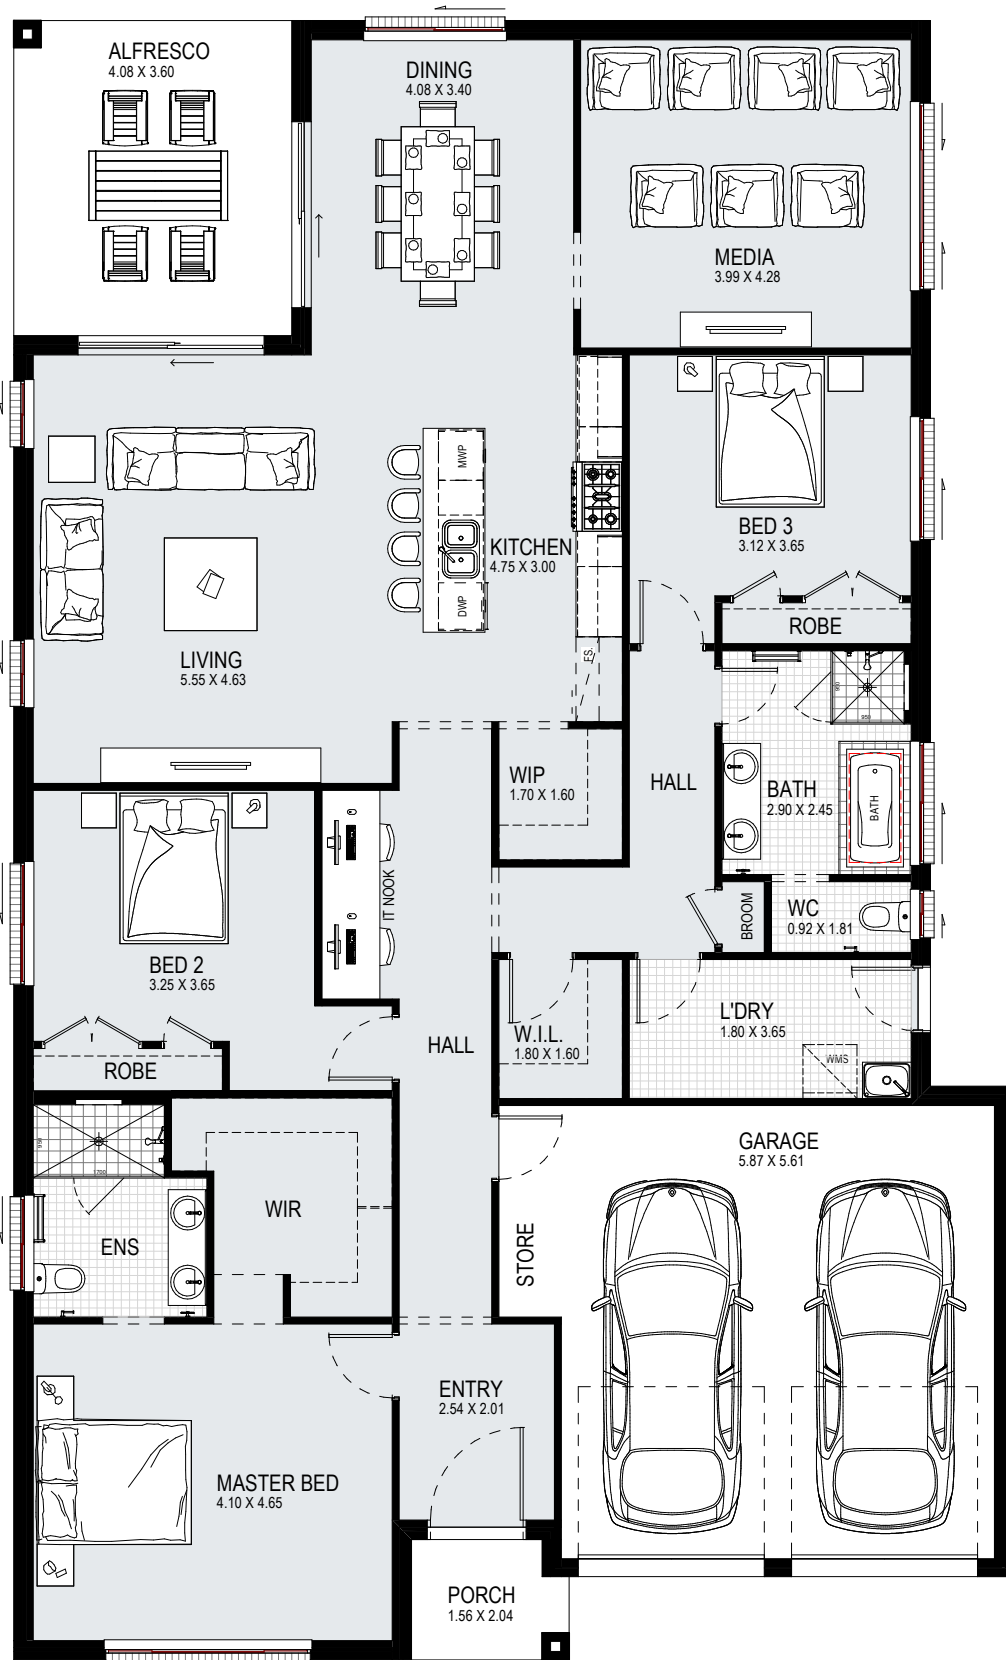 ALFRESCO
4.08 X 3.60
DINING
4.08 X 3.40
MEDIA
3.99 X 4.28
MWP
KITCHEN
4.75 X 3.00
DWP
BED 3
3.12 X 3.65
ROBE
LIVING
5.55 X 4.63
FS.
950
950
WIP
1.70 X 1.60
HALL
BATH
2.90 X 2.45
BATH
IT NOOK
BROOM
WC
0.92 X 1.81
BED 2
3.25 X 3.65
ROBE
HALL
W.I.L.
1.80 X 1.60
L'DRY
1.80 X 3.65
WMS
950
1700
GARAGE
5.87 X 5.61
WIR
ENS
STORE
ENTRY
2.54 X 2.01
MASTER BED
4.10 X 4.65
PORCH
1.56 X 2.04